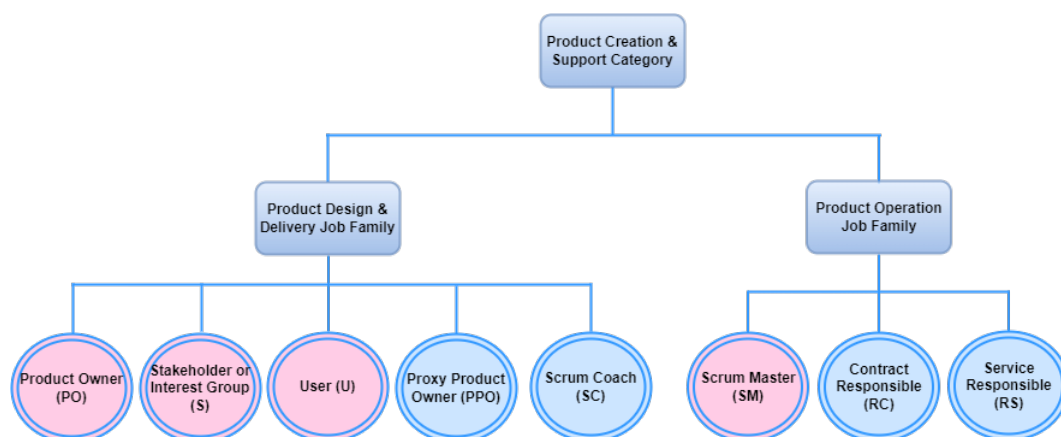 Product Creation &
Support Category
Product Design &
Delivery Job Family
Product Operation
Job Family
Product Owner
(PO)
Stakeholder or
Interest Group
(S)
User (U)
Proxy Product
Owner (PPO)
Scrum Coach
(SC)
Scrum Master
(SM)
Contract
Responsible
(RC)
Service
Responsible
(RS)